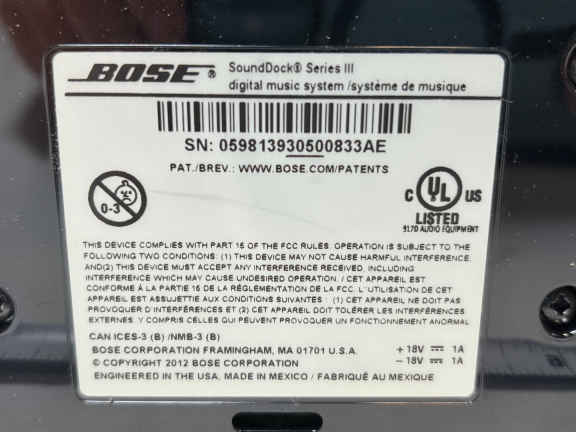 BOSE® SoundDock® Series III
digital music system /système de musique
SN: 059813930500833AE
PAT./BREV.: WWW.BOSE.COM/PATENTS
0-3
C UL US
LISTED
917D AUDIO EQUIPMENT
THIS DEVICE COMPLIES WITH PART 15 OF THE FCC RULES. OPERATION IS SUBJECT TO THE
FOLLOWING TWO CONDITIONS: (1) THIS DEVICE MAY NOT CAUSE HARMFUL INTERFERENCE,
AND(2) THIS DEVICE MUST ACCEPT ANY INTERFERENCE RECEIVED, INCLUDING
INTERFERENCE WHICH MAY CAUSE UNDESIRED OPERATION. / CET APPAREIL EST
CONFORME À LA PARTIE 15 DE LA RÉGLEMENTATION DE LA FCC. L'UTILISATION DE CET
APPAREIL EST ASSUJETTIE AUX CONDITIONS SUIVANTES : (1) CET APPAREIL NE DOIT PAS
PROVOQUER D'INTERFÉRENCES ET (2) CET APPAREIL DOIT TOLÉRER LES INTERFÉRENCES
EXTERNES, Y COMPRIS CELLES QUI PEUVENT PROVOQUER UN FONCTIONNEMENT ANORMAL
CAN ICES-3 (B) /NMB-3 (B)
BOSE CORPORATION FRAMINGHAM, MA 01701 U.S.A. + 18V ⎓ 1A
© COPYRIGHT 2012 BOSE CORPORATION − 18V ⎓ 1A
ENGINEERED IN THE USA. MADE IN MEXICO / FABRIQUÉ AU MEXIQUE